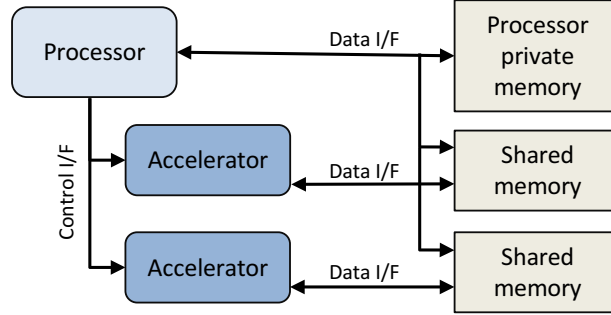 Processor
Data I/F
Processor
private
memory
Control I/F
Accelerator
Data I/F
Shared
memory
Accelerator
Data I/F
Shared
memory